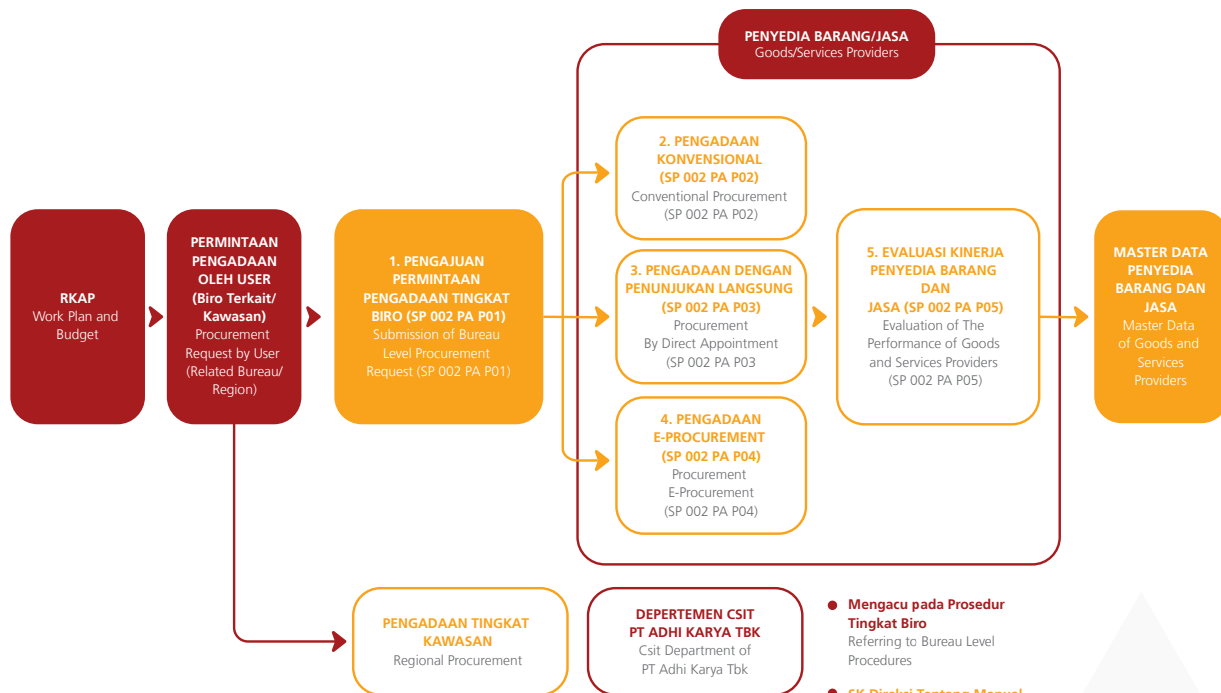 PENYEDIA BARANG/JASA
Goods/Services Providers
RKAP
Work Plan and
Budget
PERMINTAAN
PENGADAAN
OLEH USER
(Biro Terkait/
Kawasan)
Procurement
Request by User
(Related Bureau/
Region)
1. PENGAJUAN
PERMINTAAN
PENGADAAN TINGKAT
BIRO (SP 002 PA P01)
Submission of Bureau
Level Procurement
Request (SP 002 PA P01)
2. PENGADAAN
KONVENSIONAL
(SP 002 PA P02)
Conventional Procurement
(SP 002 PA P02)
3. PENGADAAN DENGAN
PENUNJUKAN LANGSUNG
(SP 002 PA P03)
Procurement
By Direct Appointment
(SP 002 PA P03
4. PENGADAAN
E-PROCUREMENT
(SP 002 PA P04)
Procurement
E-Procurement
(SP 002 PA P04)
5. EVALUASI KINERJA
PENYEDIA BARANG
DAN
JASA (SP 002 PA P05)
Evaluation of The
Performance of Goods
and Services Providers
(SP 002 PA P05)
MASTER DATA
PENYEDIA
BARANG DAN
JASA
Master Data
of Goods and
Services
Providers
PENGADAAN TINGKAT
KAWASAN
Regional Procurement
DEPERTEMEN CSIT
PT ADHI KARYA TBK
Csit Department of
PT Adhi Karya Tbk
Mengacu pada Prosedur
Tingkat Biro
Referring to Bureau Level
Procedures
SK Direksi Tentang Manual